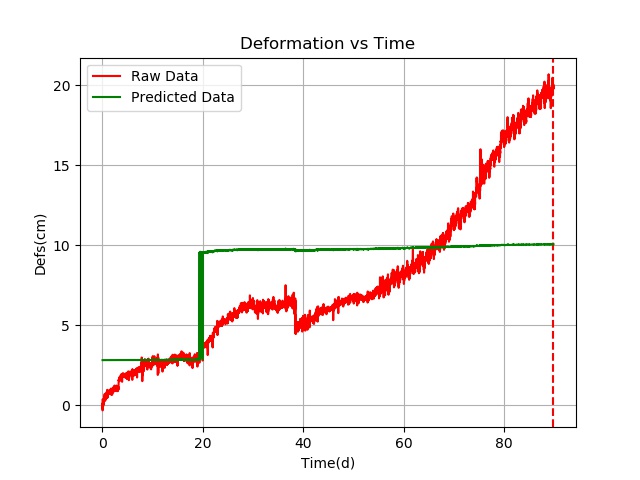 Deformation vs Time
Raw Data
Predicted Data
20
15
10
5
0
Defs(cm)
0 20 40 60 80
Time(d)